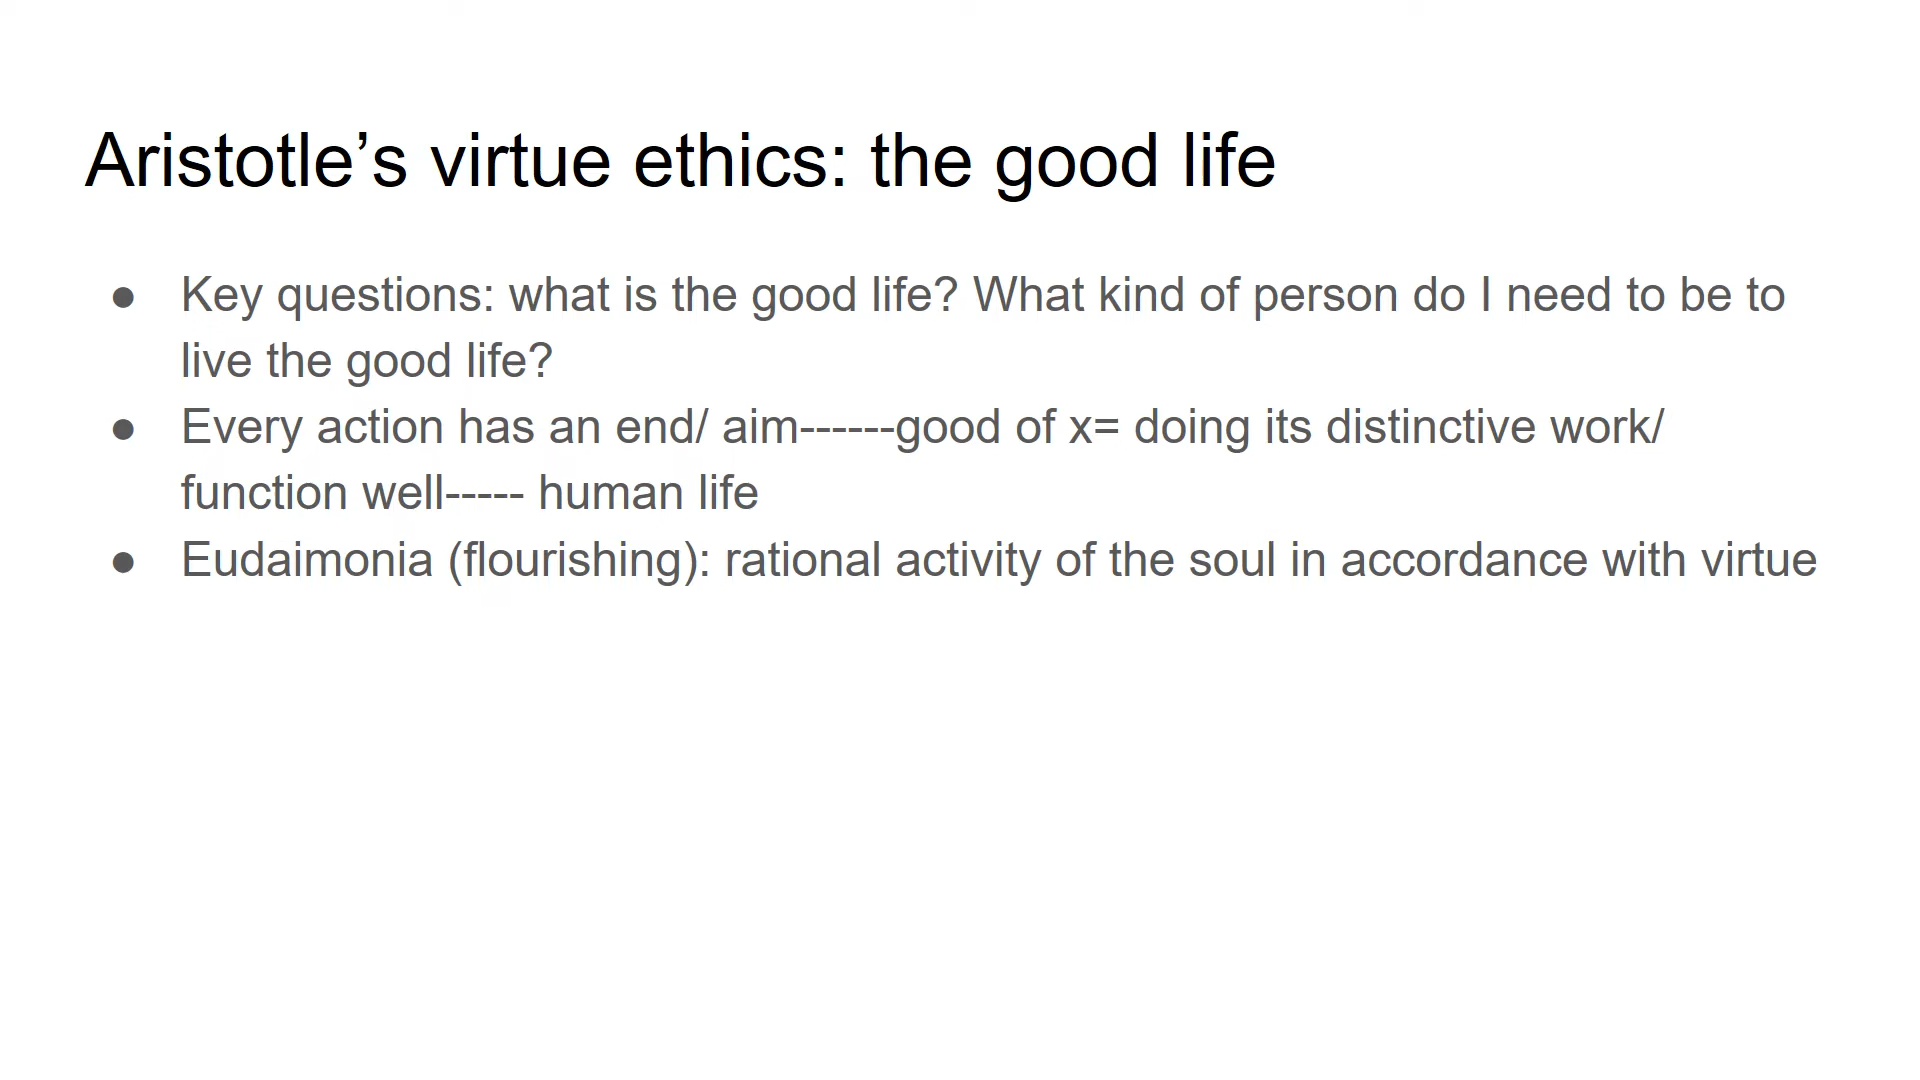 Aristotle’s virtue ethics: the good life
● Key questions: what is the good life? What kind of person do I need to be to
live the good life?
● Every action has an end/ aim------good of x= doing its distinctive work/
function well----- human life
● Eudaimonia (flourishing): rational activity of the soul in accordance with virtue